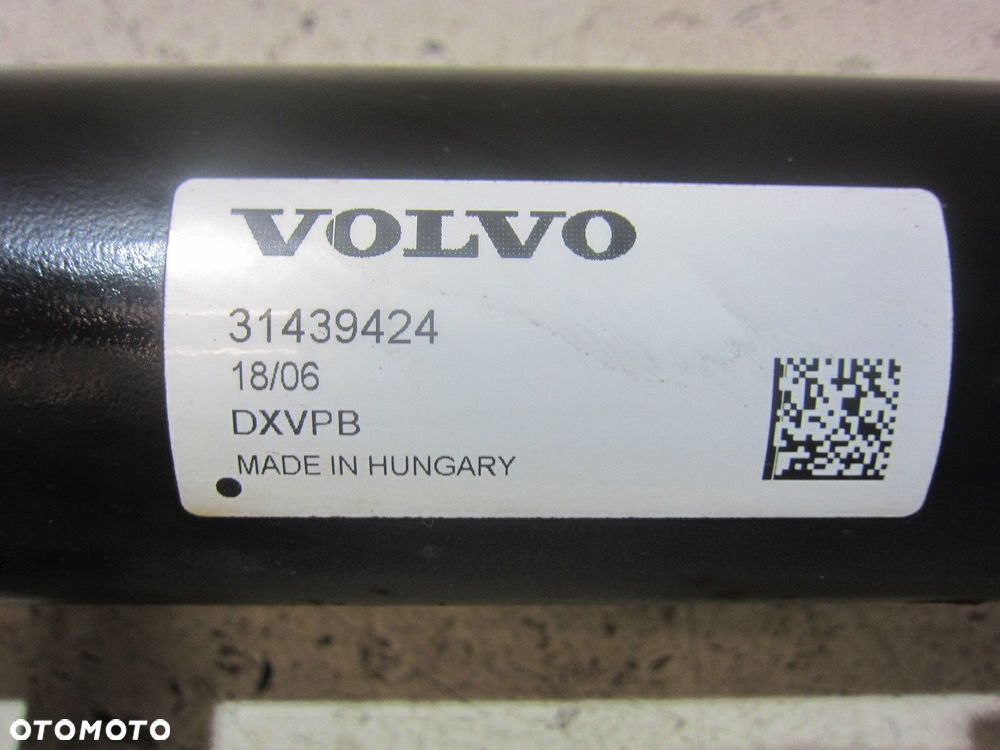 VOLVO
31439424
18/06
DXVPB
MADE IN HUNGARY
OTOMOTO